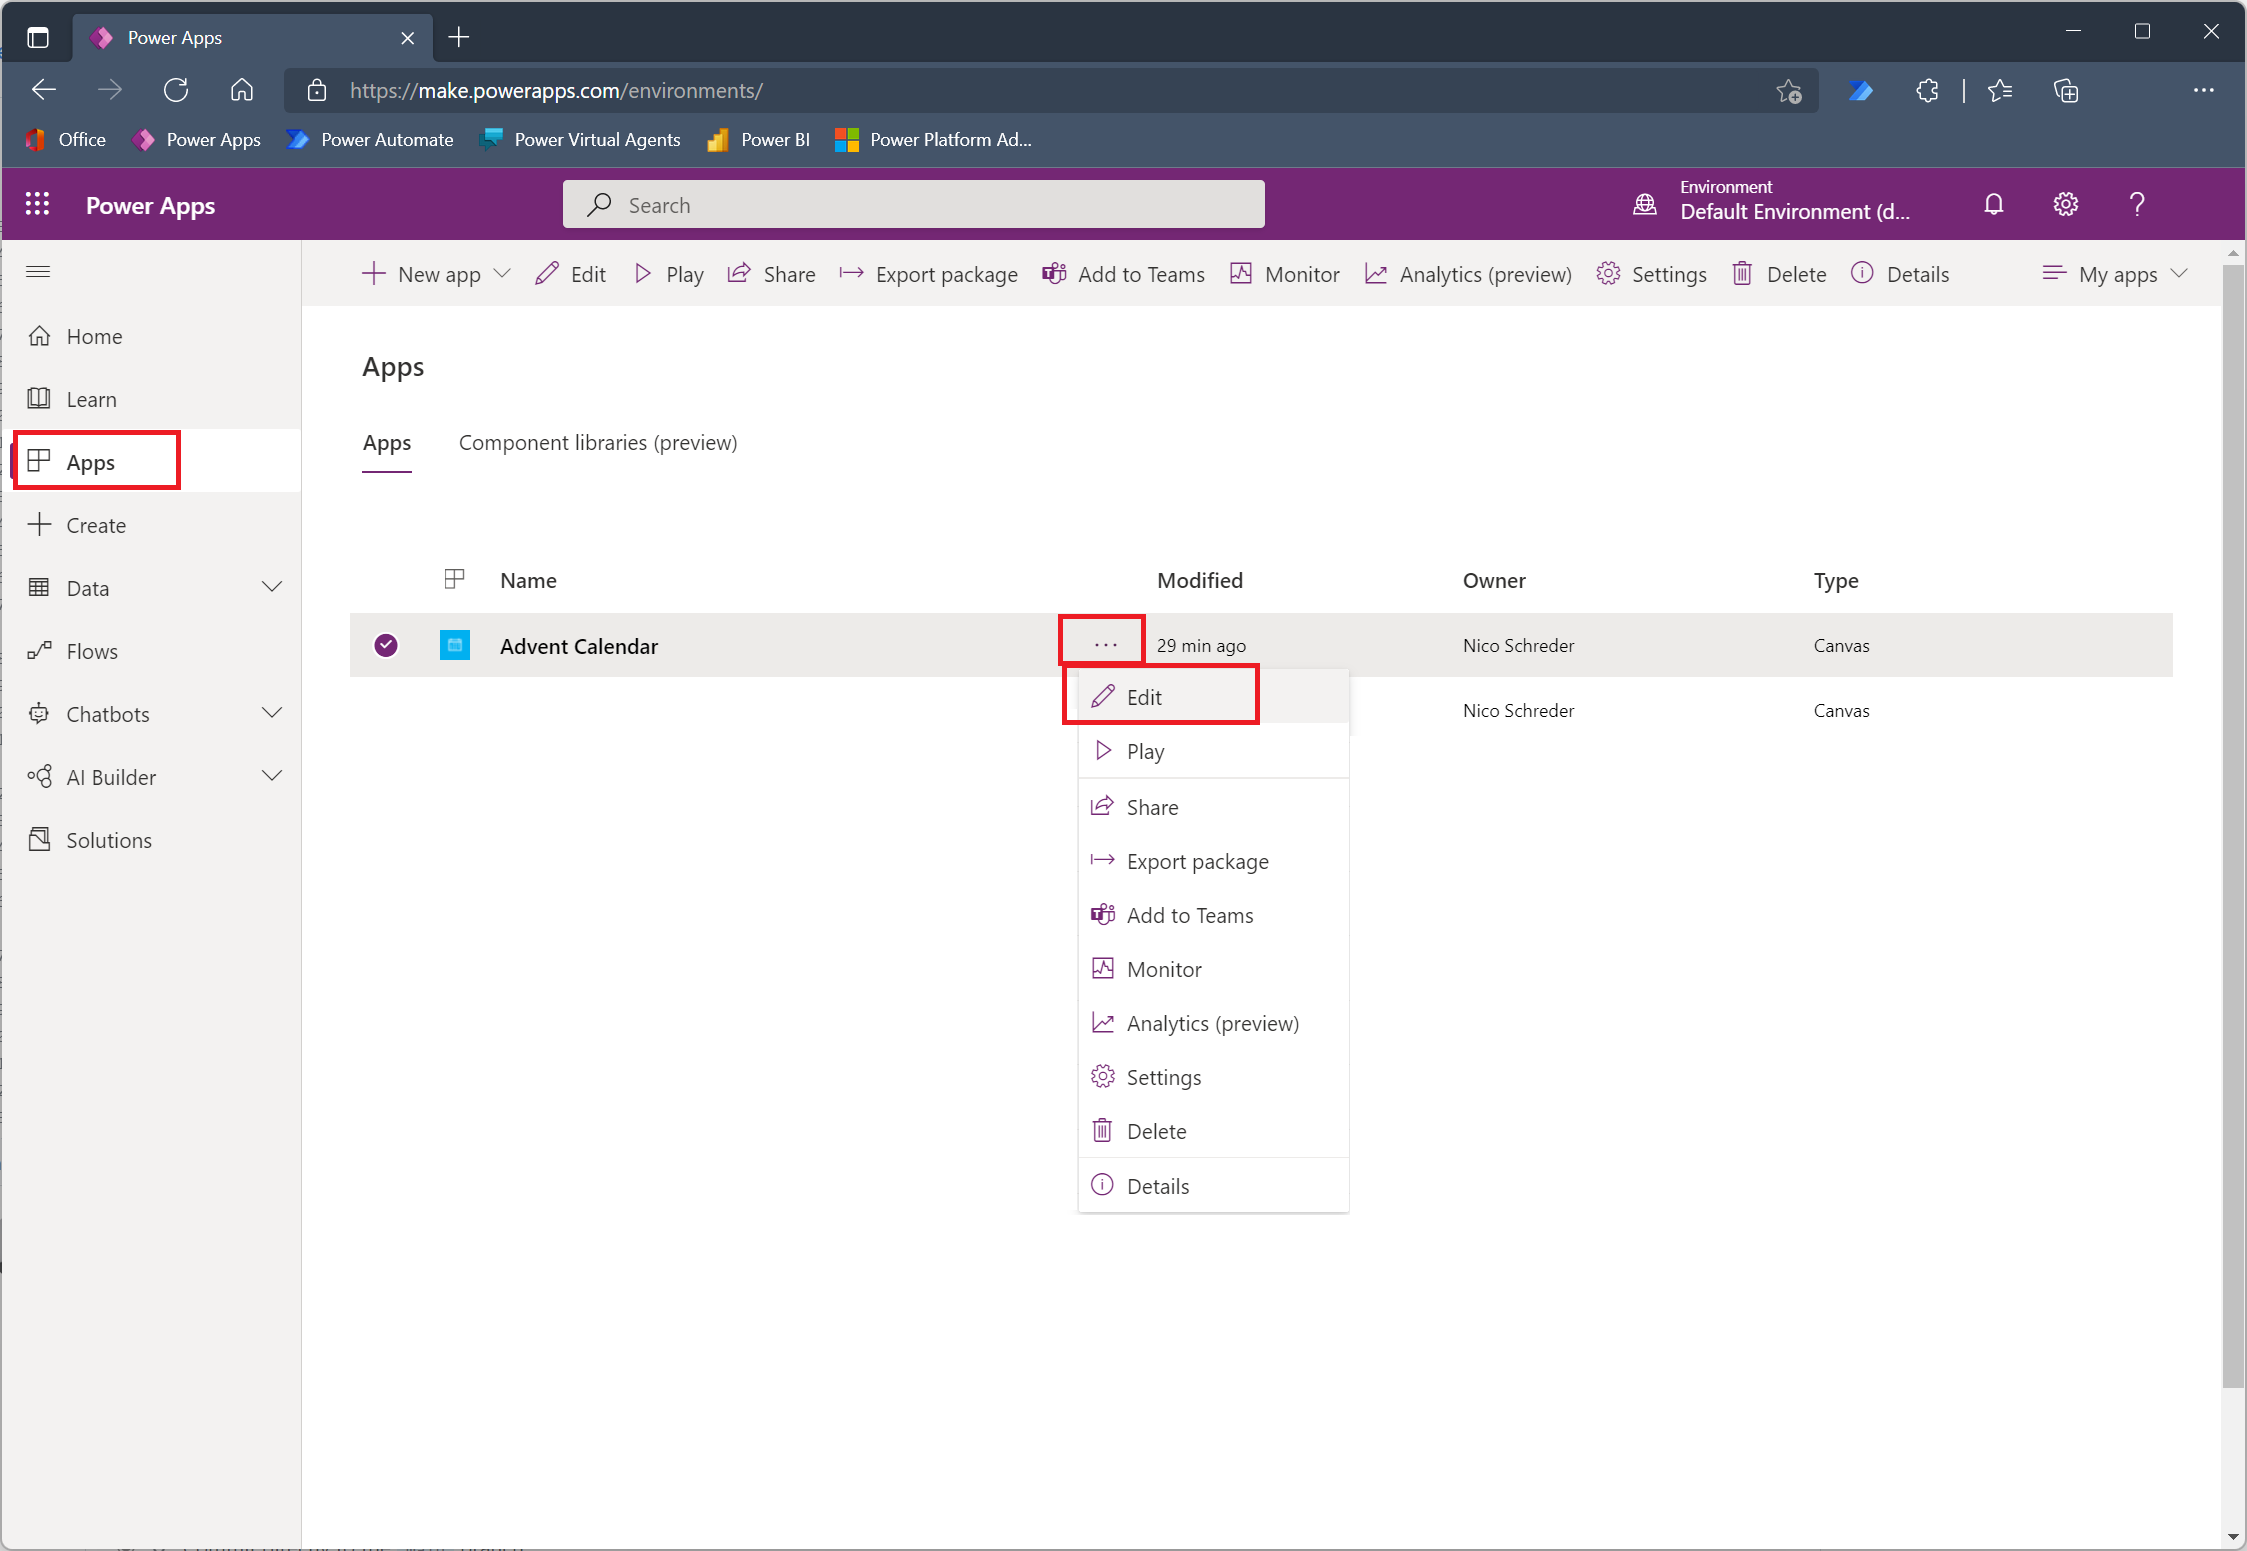 Power Apps
https://make.powerapps.com/environments/
Office Power Apps Power Automate Power Virtual Agents Power BI Power Platform Ad...
Power Apps
Search
Environment
Default Environment (d...
New app Edit Play Share Export package Add to Teams Monitor Analytics (preview) Settings Delete Details My apps
Home
Learn
Apps
Create
Data
Flows
Chatbots
AI Builder
Solutions
Apps
Apps Component libraries (preview)
Name Modified Owner Type
Advent Calendar ... 29 min ago Nico Schreder Canvas
Nico Schreder Canvas
Edit
Play
Share
Export package
Add to Teams
Monitor
Analytics (preview)
Settings
Delete
Details